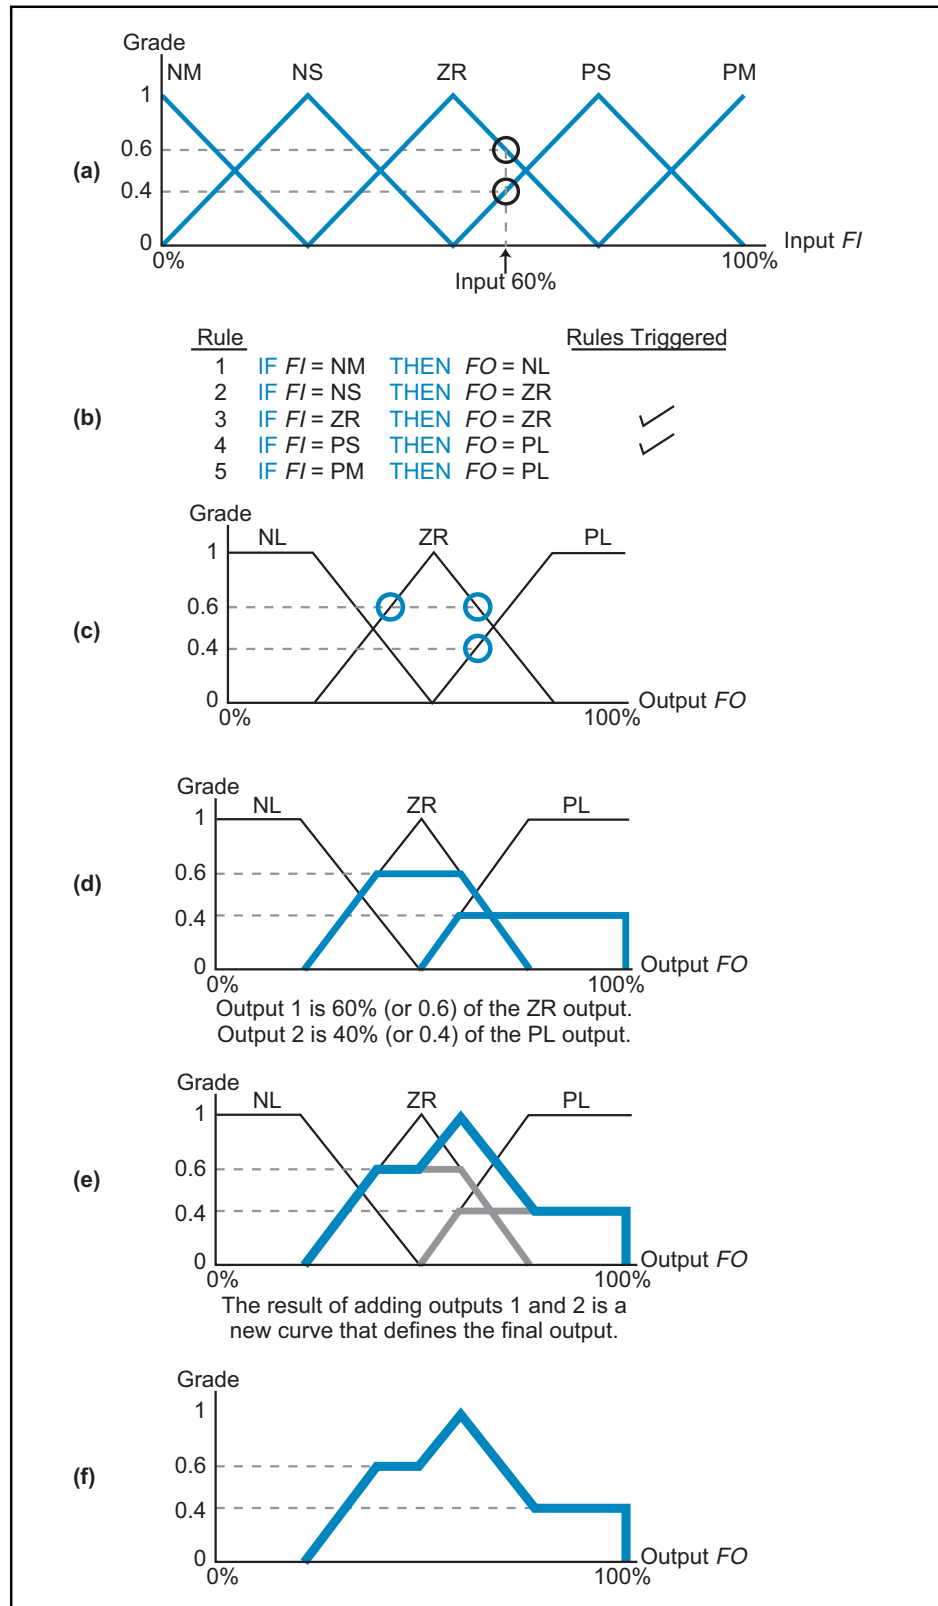 Grade
NM NS ZR PS PM
1
0.6
(a)
0.4
0
0% 100% Input FI
Input 60%
Rule Rules Triggered
1 IF FI = NM THEN FO = NL
2 IF FI = NS THEN FO = ZR
(b)
3 IF FI = ZR THEN FO = ZR
4 IF FI = PS THEN FO = PL
5 IF FI = PM THEN FO = PL
Grade
NL ZR PL
1
0.6
(c)
0.4
0
0% 100% Output FO
Grade
NL ZR PL
1
0.6
(d)
0.4
0
0% 100% Output FO
Output 1 is 60% (or 0.6) of the ZR output.
Output 2 is 40% (or 0.4) of the PL output.
Grade
NL ZR PL
1
0.6
(e)
0.4
0
0% 100% Output FO
The result of adding outputs 1 and 2 is a
new curve that defines the final output.
Grade
1
0.6
(f)
0.4
0
0% 100% Output FO